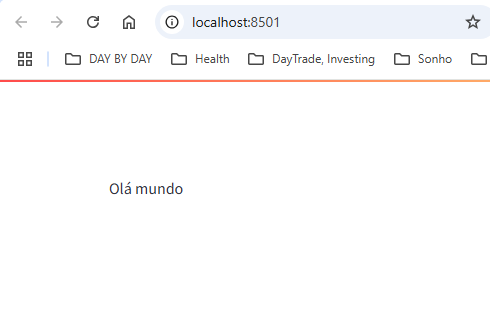 localhost:8501
DAY BY DAY Health DayTrade, Investing Sonho
Olá mundo